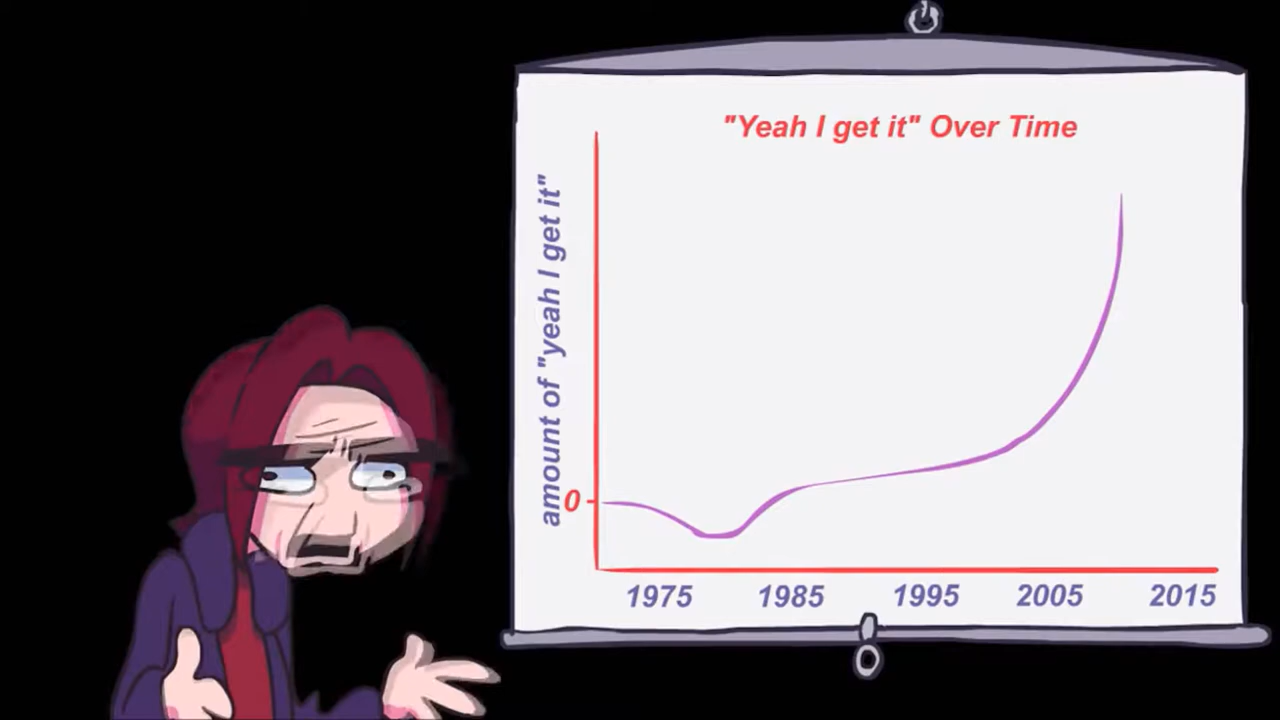 "Yeah I get it" Over Time
amount of "yeah I get it"
0
1975 1985 1995 2005 2015